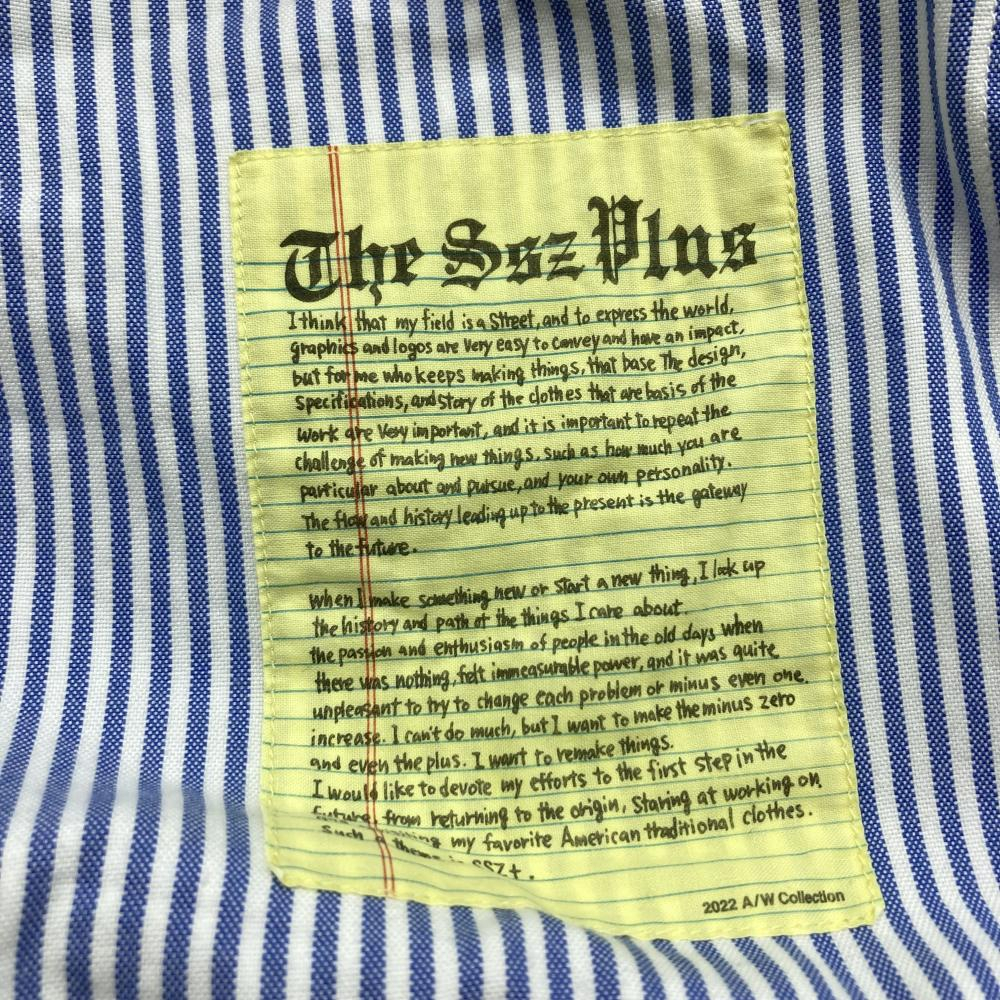 The Ssz Plus
I think that my field is a Street, and to express the world,
graphics and logos are very easy to convey and have an impact,
but for me who keeps making things, that base The design,
Specifications, and story of the clothes that are basis of the
work are very important, and it is important to repeat the
challenge of making new things. such as how much you are
particular about and pursue, and your own personality.
The flow and history leading up to the present is the gateway
to the future.
When I make something new or start a new thing, I look up
the history and path of the things I care about.
the passion and enthusiasm of people in the old days when
there was nothing, felt immeasurable power, and it was quite
unpleasant to try to change each problem or minus even one.
increase. I can't do much, but I want to make the minus zero
and even the plus. I want to remake things.
I would like to devote my efforts to the first step in the
future, from returning to the origin, Staring at working on
Such my favorite American traditional clothes.
SSZ+.
2022 A/W Collection